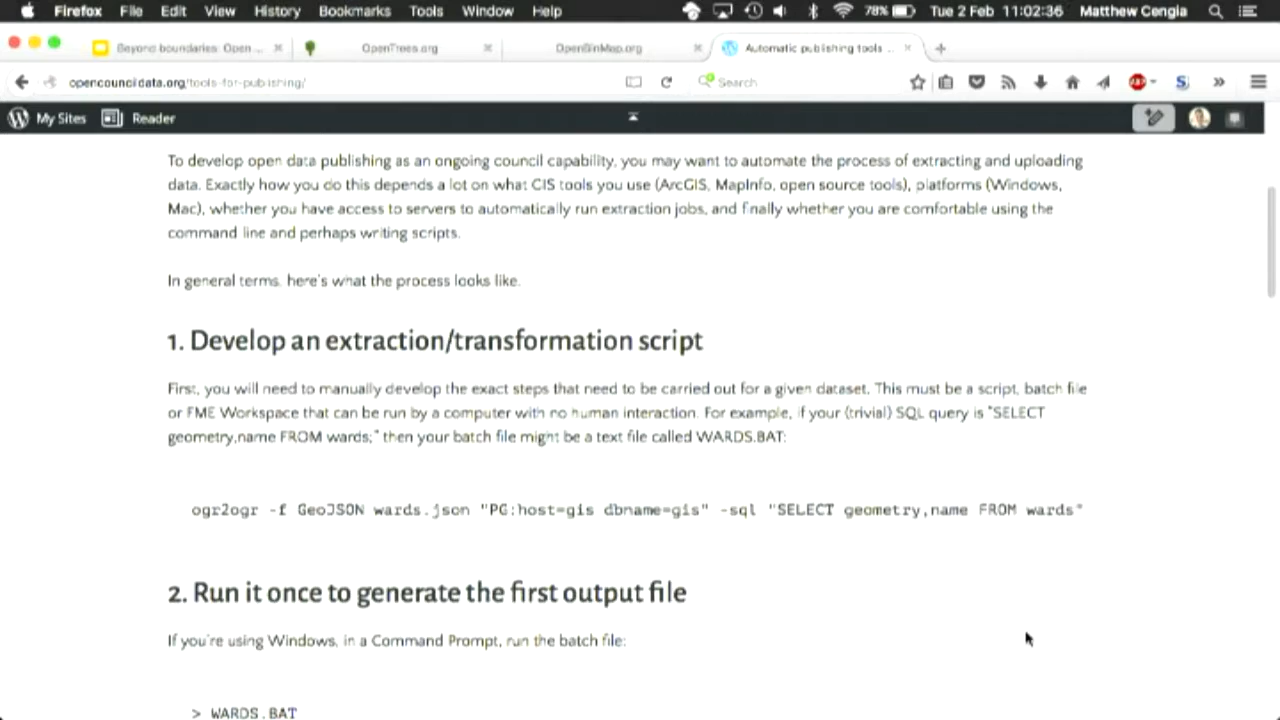 Firefox File Edit View History Bookmarks Tools Window Help 78% Tue 2 Feb 11:02:36 Matthew Cengia
Beyond boundaries: Open ... OpenTrees.org OpenBinMap.org Automatic publishing tools ...
opencouncildata.org/tools-for-publishing/ Search
My Sites Reader
To develop open data publishing as an ongoing council capability, you may want to automate the process of extracting and uploading
data. Exactly how you do this depends a lot on what GIS tools you use (ArcGIS, MapInfo, open source tools), platforms (Windows,
Mac), whether you have access to servers to automatically run extraction jobs, and finally whether you are comfortable using the
command line and perhaps writing scripts.
In general terms, here's what the process looks like.
1. Develop an extraction/transformation script
First, you will need to manually develop the exact steps that need to be carried out for a given dataset. This must be a script, batch file
or FME Workspace that can be run by a computer with no human interaction. For example, if your (trivial) SQL query is "SELECT
geometry,name FROM wards;" then your batch file might be a text file called WARDS.BAT:
ogr2ogr -f GeoJSON wards.json "PG:host=gis dbname=gis" -sql "SELECT geometry,name FROM wards"
2. Run it once to generate the first output file
If you're using Windows, in a Command Prompt, run the batch file:
> WARDS.BAT